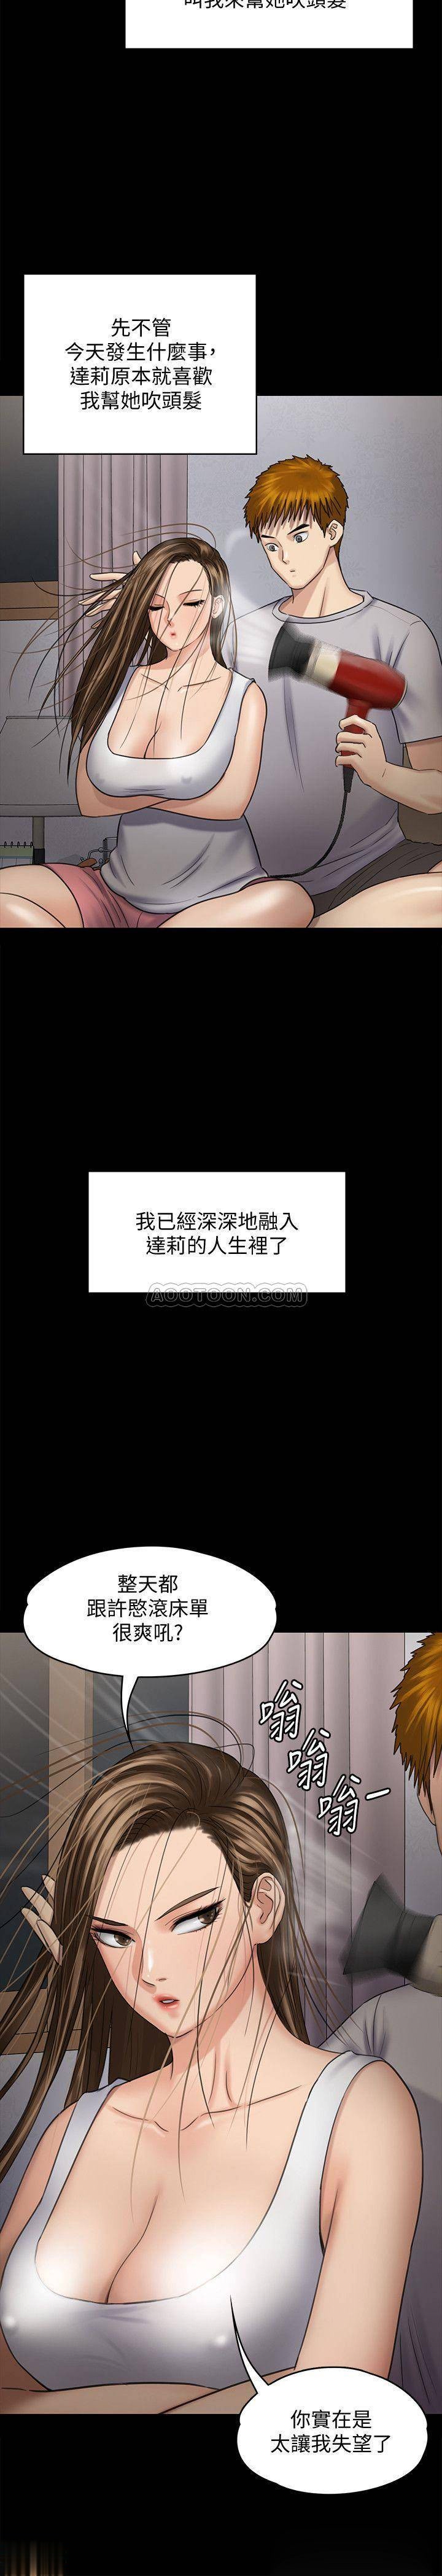 叫我來幫她吹頭髮
先不管
今天發生什麼事,
達莉原本就喜歡
我幫她吹頭髮
我已經深深地融入
達莉的人生裡了
AOOTOON.COM
整天都
跟許愍滾床單
很爽吼?
嗡
嗡
嗡-
你實在是
太讓我失望了